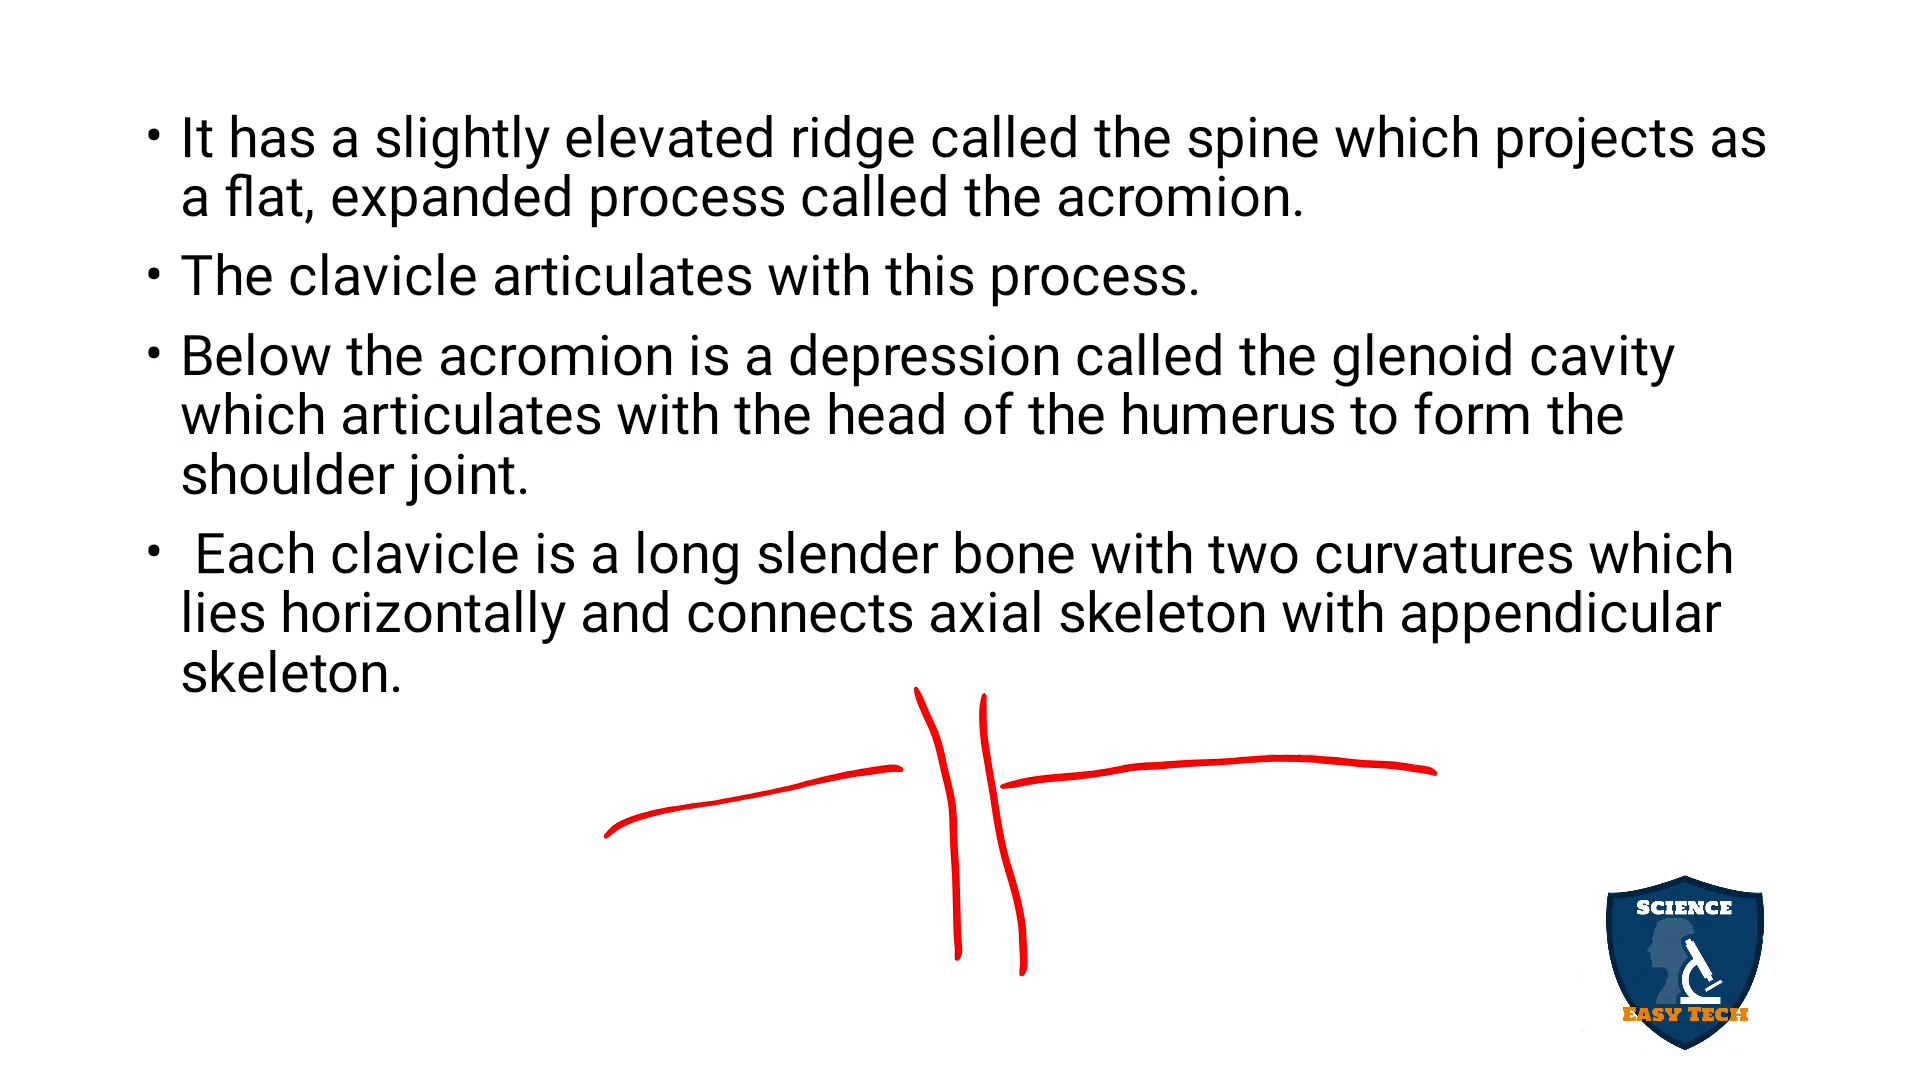 • It has a slightly elevated ridge called the spine which projects as
a flat, expanded process called the acromion.
• The clavicle articulates with this process.
• Below the acromion is a depression called the glenoid cavity
which articulates with the head of the humerus to form the
shoulder joint.
• Each clavicle is a long slender bone with two curvatures which
lies horizontally and connects axial skeleton with appendicular
skeleton.
SCIENCE
EASY TECH